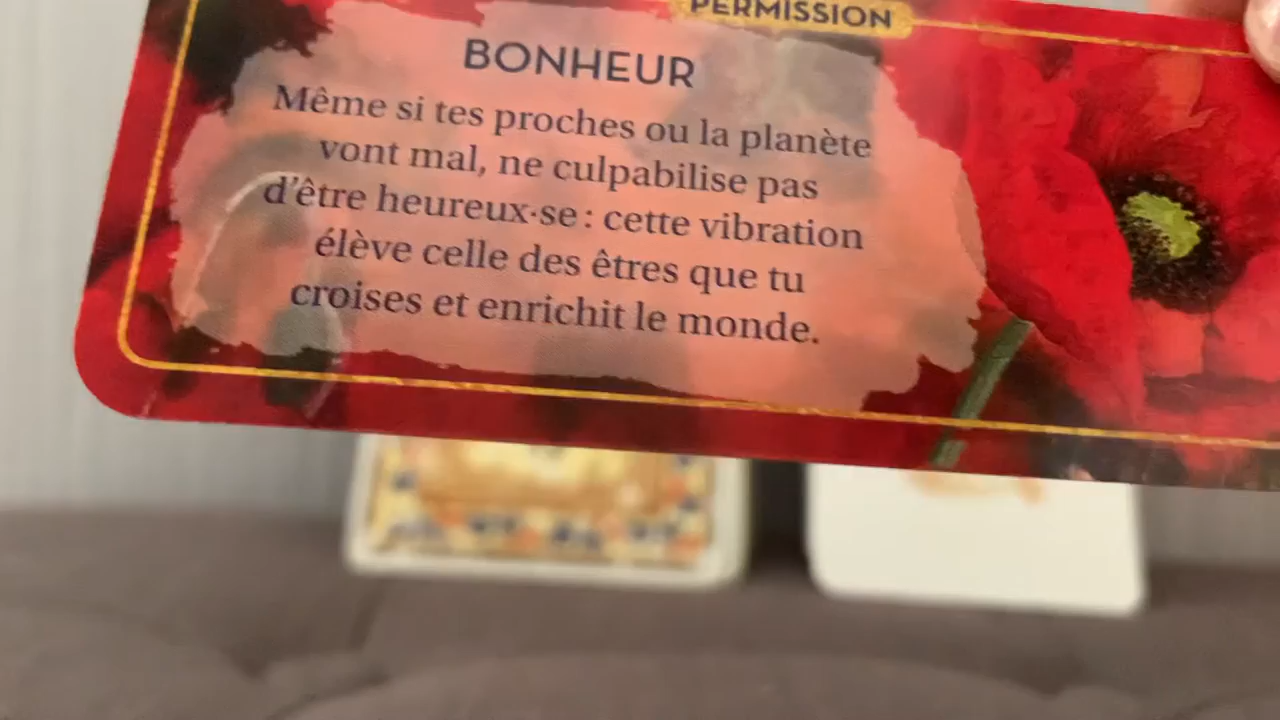 PERMISSION
BONHEUR
Même si tes proches ou la planète
vont mal, ne culpabilise pas
d'être heureux·se : cette vibration
élève celle des êtres que tu
croises et enrichit le monde.